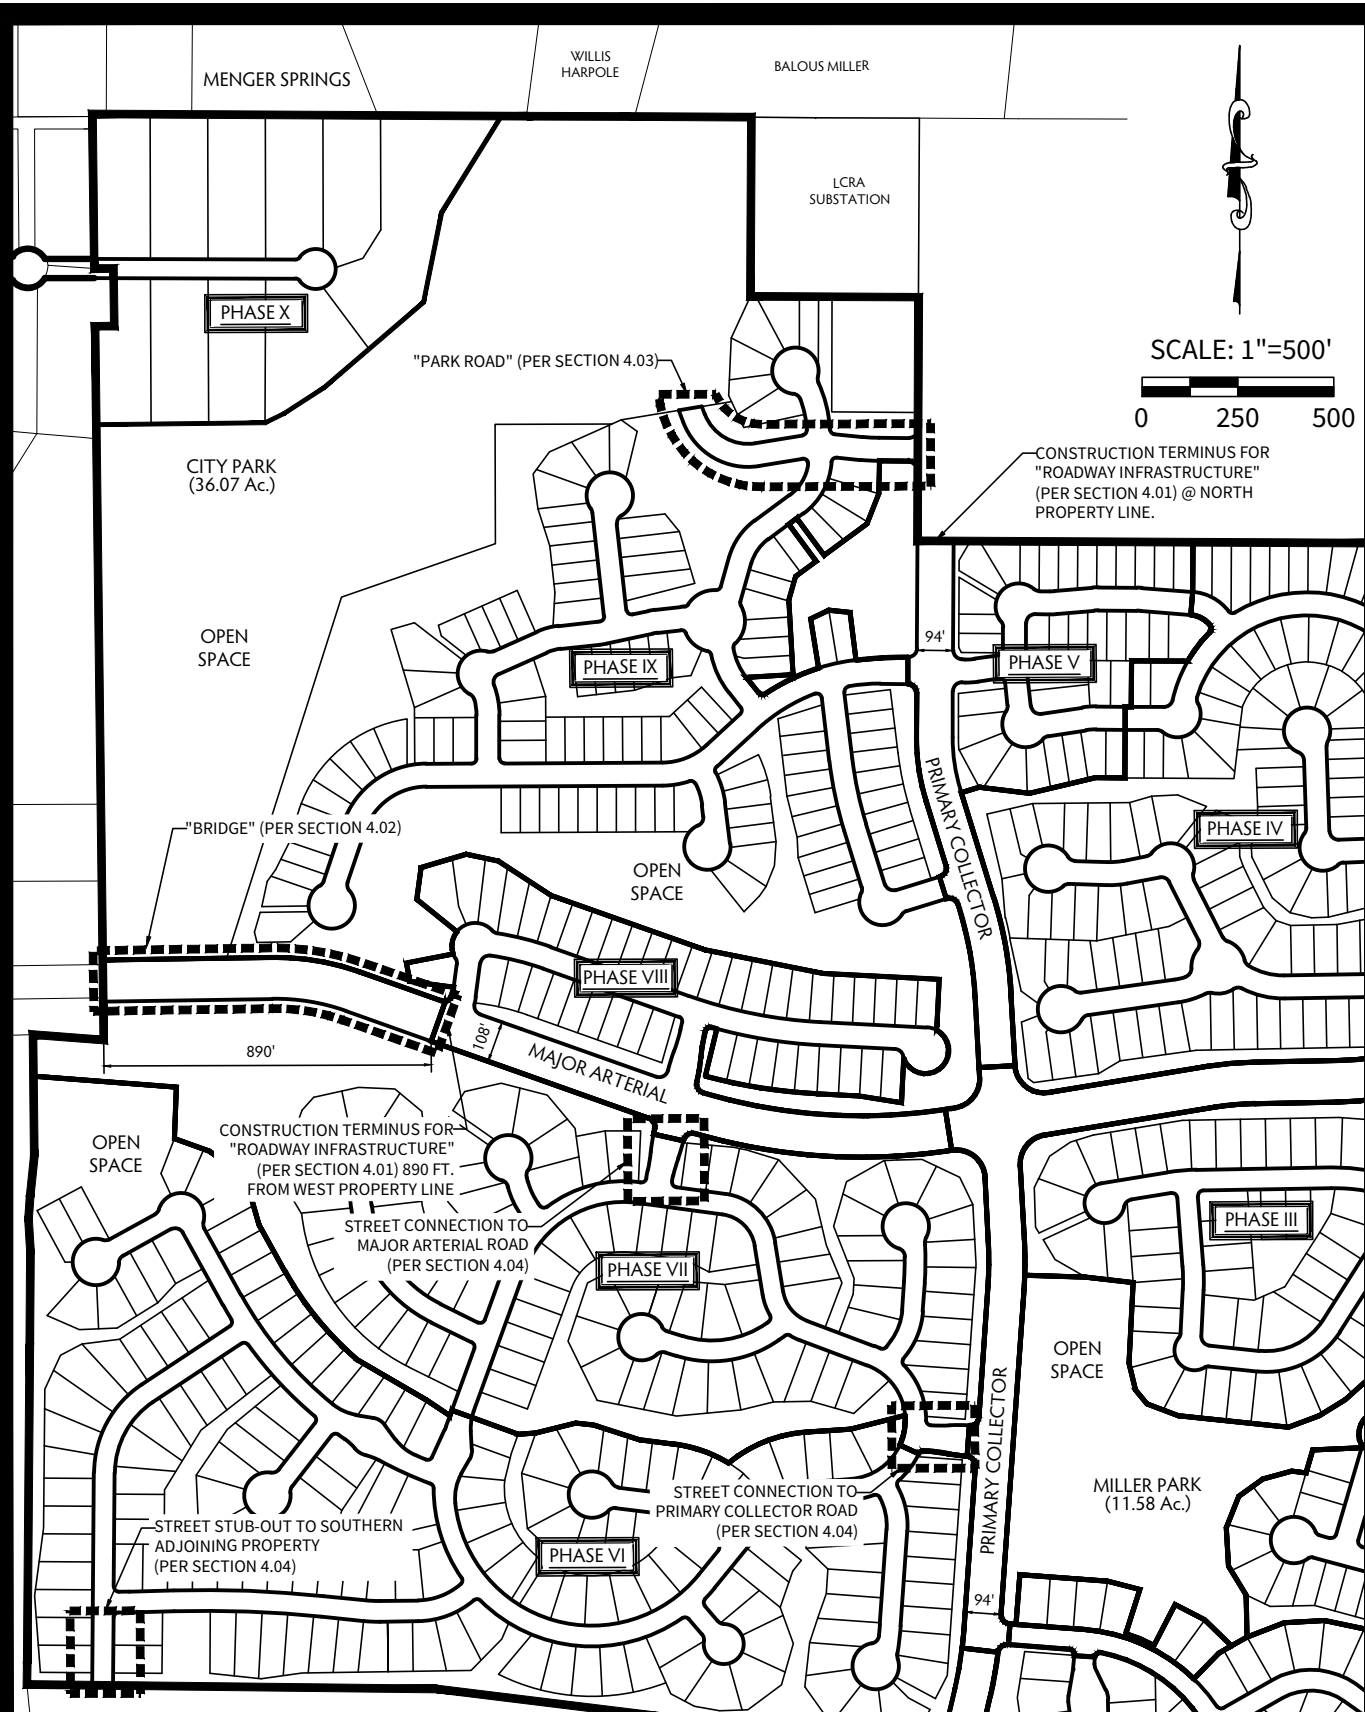 MENGER SPRINGS
WILLIS
HARPOLE
BALOUS MILLER
LCRA
SUBSTATION
PHASE X
"PARK ROAD" (PER SECTION 4.03)
SCALE: 1"=500'
0 250 500
CONSTRUCTION TERMINUS FOR
"ROADWAY INFRASTRUCTURE"
(PER SECTION 4.01) @ NORTH
PROPERTY LINE.
CITY PARK
(36.07 Ac.)
OPEN
SPACE
94'
PHASE IX
PHASE V
PRIMARY COLLECTOR
"BRIDGE" (PER SECTION 4.02)
PHASE IV
OPEN
SPACE
PHASE VIII
108'
890'
MAJOR ARTERIAL
OPEN
SPACE
CONSTRUCTION TERMINUS FOR
"ROADWAY INFRASTRUCTURE"
(PER SECTION 4.01) 890 FT.
FROM WEST PROPERTY LINE
STREET CONNECTION TO
MAJOR ARTERIAL ROAD
(PER SECTION 4.04)
PHASE VII
PHASE III
OPEN
SPACE
PRIMARY COLLECTOR
STREET CONNECTION TO
PRIMARY COLLECTOR ROAD
(PER SECTION 4.04)
MILLER PARK
(11.58 Ac.)
STREET STUB-OUT TO SOUTHERN
ADJOINING PROPERTY
(PER SECTION 4.04)
PHASE VI
94'